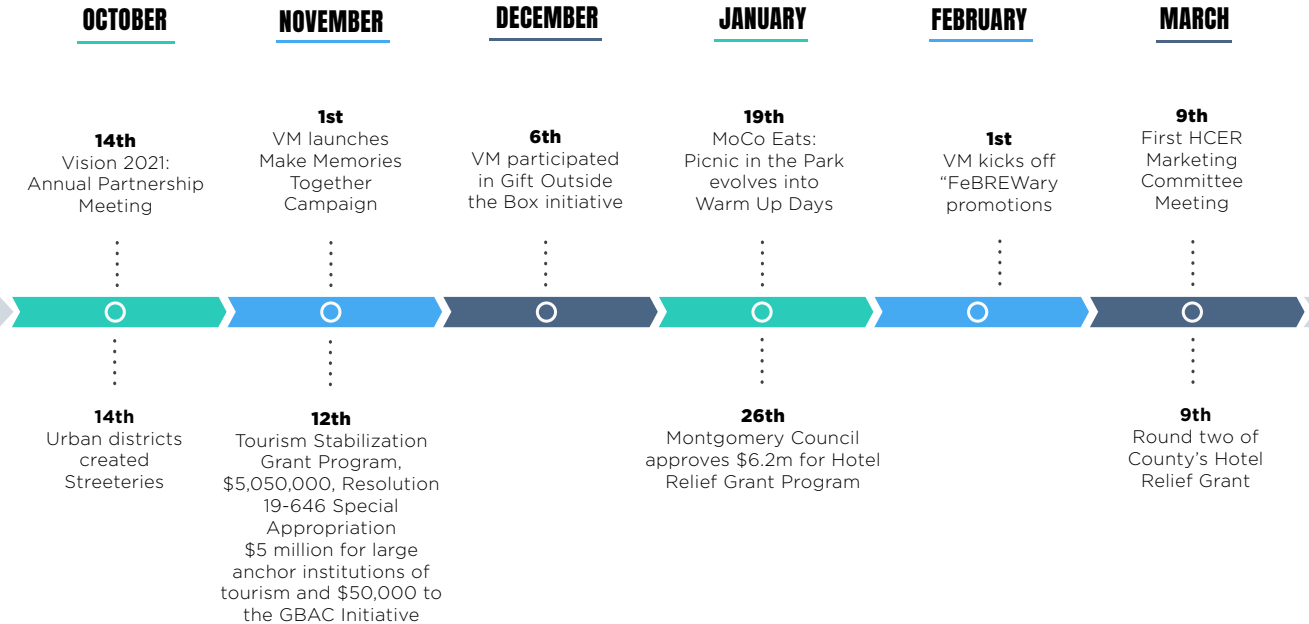 OCTOBER
14th
Vision 2021:
Annual Partnership
Meeting
14th
Urban districts
created
Streeteries
NOVEMBER
1st
VM launches
Make Memories
Together
Campaign
12th
Tourism Stabilization
Grant Program,
$5,050,000, Resolution
19-646 Special
Appropriation
$5 million for large
anchor institutions of
tourism and $50,000 to
the GBAC Initiative
DECEMBER
6th
VM participated
in Gift Outside
the Box initiative
JANUARY
19th
MoCo Eats:
Picnic in the Park
evolves into
Warm Up Days
26th
Montgomery Council
approves $6.2m for Hotel
Relief Grant Program
FEBRUARY
1st
VM kicks off
“FeBREWary
promotions
MARCH
9th
First HCER
Marketing
Committee
Meeting
9th
Round two of
County's Hotel
Relief Grant